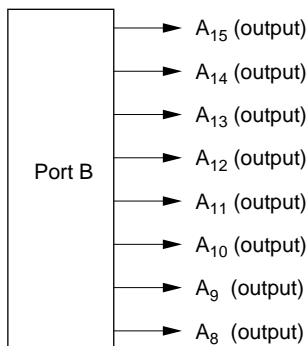 A15 (output)
A14 (output)
A13 (output)
A12 (output)
Port B
A11 (output)
A10 (output)
A9 (output)
A8 (output)